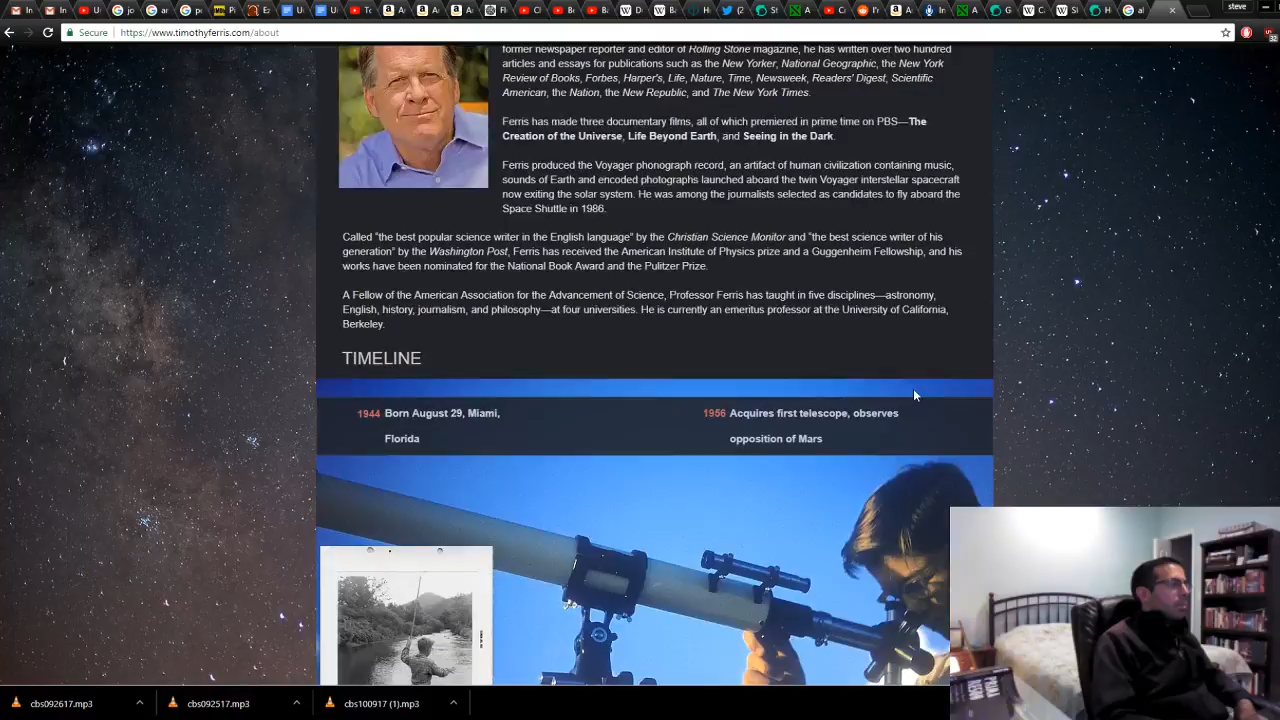 steve
Secure https://www.timothyferris.com/about
former newspaper reporter and editor of Rolling Stone magazine, he has written over two hundred
articles and essays for publications such as the New Yorker, National Geographic, the New York
Review of Books, Forbes, Harper's, Life, Nature, Time, Newsweek, Readers' Digest, Scientific
American, the Nation, the New Republic, and The New York Times.
Ferris has made three documentary films, all of which premiered in prime time on PBS—The
Creation of the Universe, Life Beyond Earth, and Seeing in the Dark.
Ferris produced the Voyager phonograph record, an artifact of human civilization containing music,
sounds of Earth and encoded photographs launched aboard the twin Voyager interstellar spacecraft
now exiting the solar system. He was among the journalists selected as candidates to fly aboard the
Space Shuttle in 1986.
Called “the best popular science writer in the English language” by the Christian Science Monitor and “the best science writer of his
generation” by the Washington Post, Ferris has received the American Institute of Physics prize and a Guggenheim Fellowship, and his
works have been nominated for the National Book Award and the Pulitzer Prize.
A Fellow of the American Association for the Advancement of Science, Professor Ferris has taught in five disciplines—astronomy,
English, history, journalism, and philosophy—at four universities. He is currently an emeritus professor at the University of California,
Berkeley.
TIMELINE
1944 Born August 29, Miami,
Florida
1956 Acquires first telescope, observes
opposition of Mars
cbs092617.mp3
cbs092517.mp3
cbs100917 (1).mp3